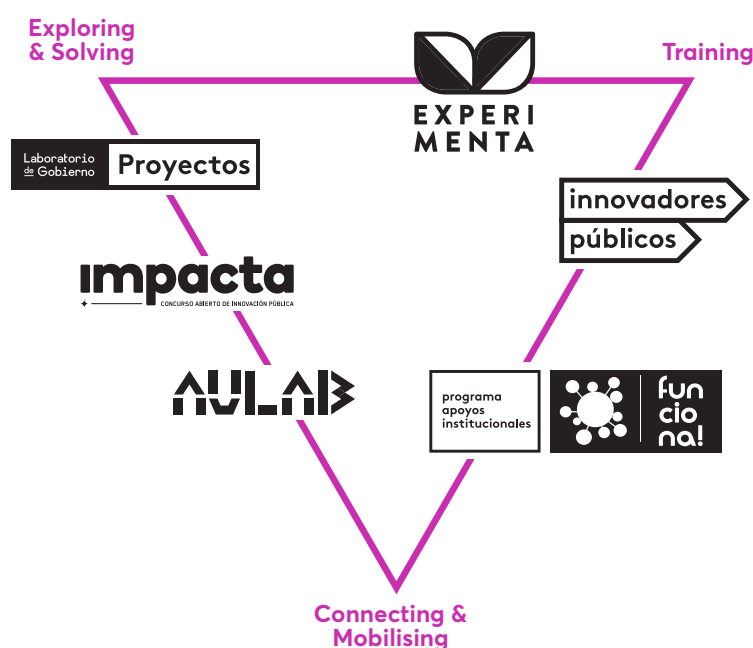 Exploring
& Solving
Training
EXPERI
MENTA
Laboratorio
de Gobierno
Proyectos
innovadores
públicos
impacta
CONCURSO ABIERTO DE INNOVACIÓN PÚBLICA
AULAB
programa
apoyos
institucionales
fun
cio
na!
Connecting &
Mobilising